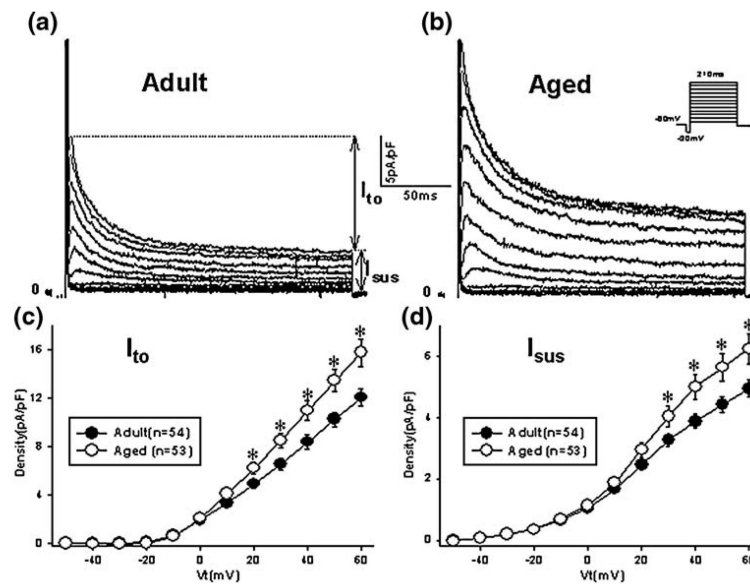 (a)
(b)
Adult
Aged
210ms
-80mV
5pA/pF
50ms
Ito
Isus
0
0
(c)
(d)
Ito
Isus
Density(pA/pF)
16
12
8
4
0
Adult(n=54)
Aged (n=53)
* * * * *
-40 -20 0 20 40 60
Vt(mV)
Density(pA/pF)
6
4
2
0
Adult(n=54)
Aged (n=53)
* * * *
-40 -20 0 20 40 60
Vt(mV)